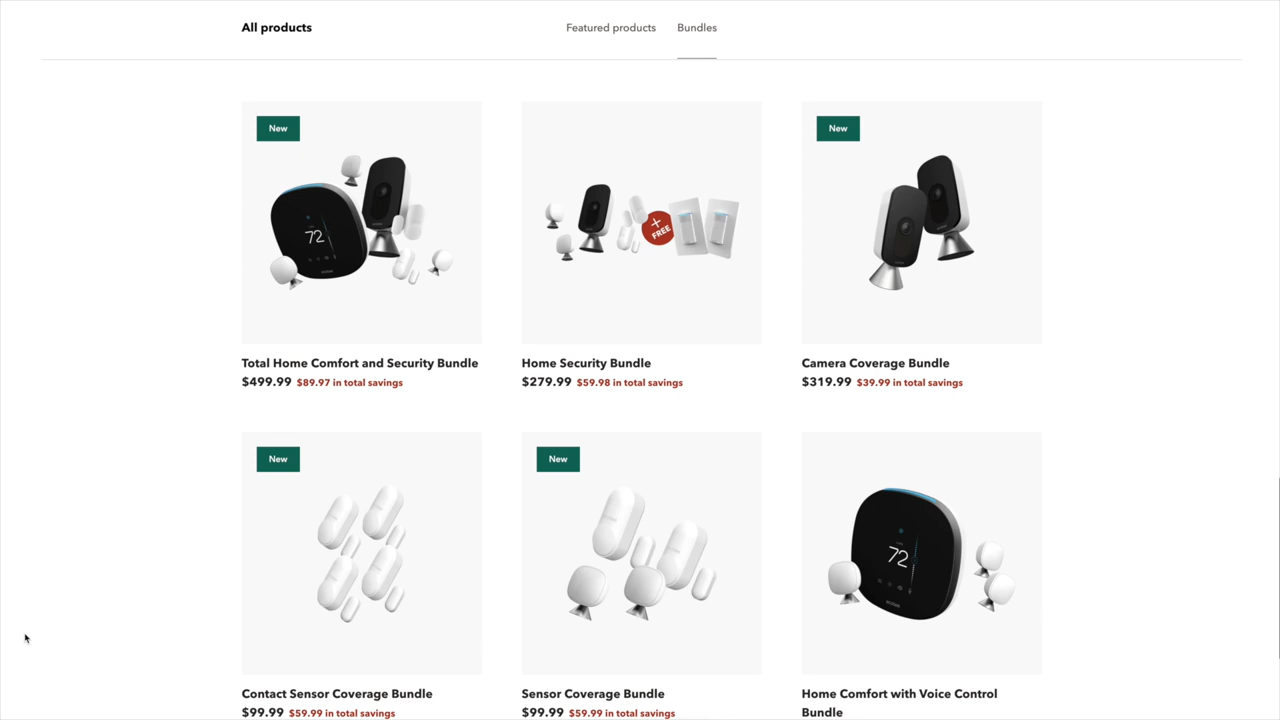 All products
Featured products
Bundles
New
72
Total Home Comfort and Security Bundle
$499.99 $89.97 in total savings
+
FREE
Home Security Bundle
$279.99 $59.98 in total savings
New
Camera Coverage Bundle
$319.99 $39.99 in total savings
New
Contact Sensor Coverage Bundle
$99.99 $59.99 in total savings
New
Sensor Coverage Bundle
$99.99 $59.99 in total savings
72
Home Comfort with Voice Control
Bundle